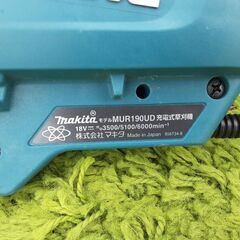 makita モデル MUR190UD 充電式草刈機
18V⎓ n₀3500/5100/6000min⁻¹
株式会社マキタ Made in Japan